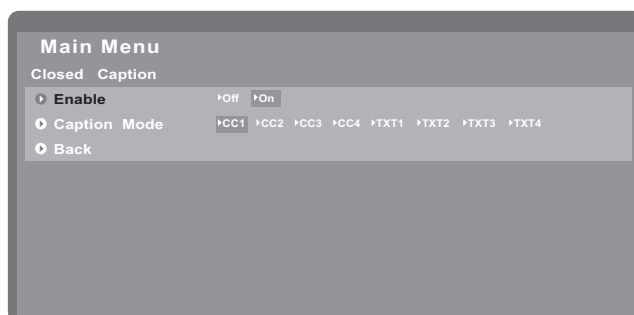 Main Menu
Closed Caption
Enable Off On
Caption Mode CC1 CC2 CC3 CC4 TXT1 TXT2 TXT3 TXT4
Back